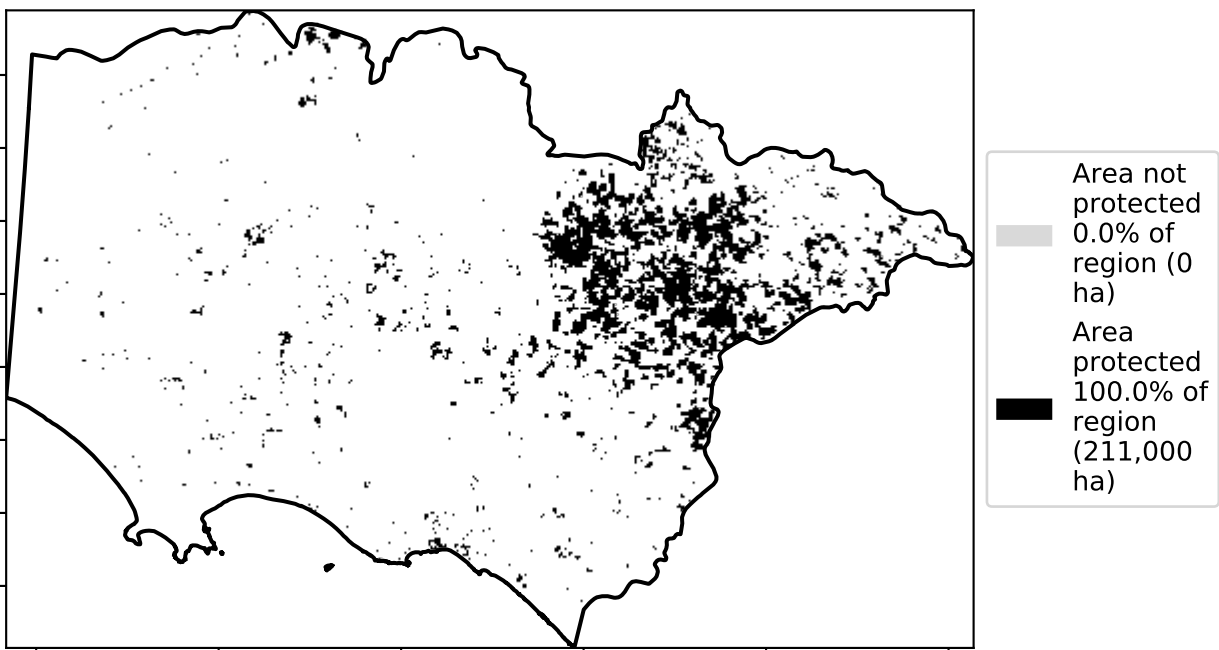 Area not
protected
0.0% of
region (0
ha)
Area
protected
100.0% of
region
(211,000
ha)